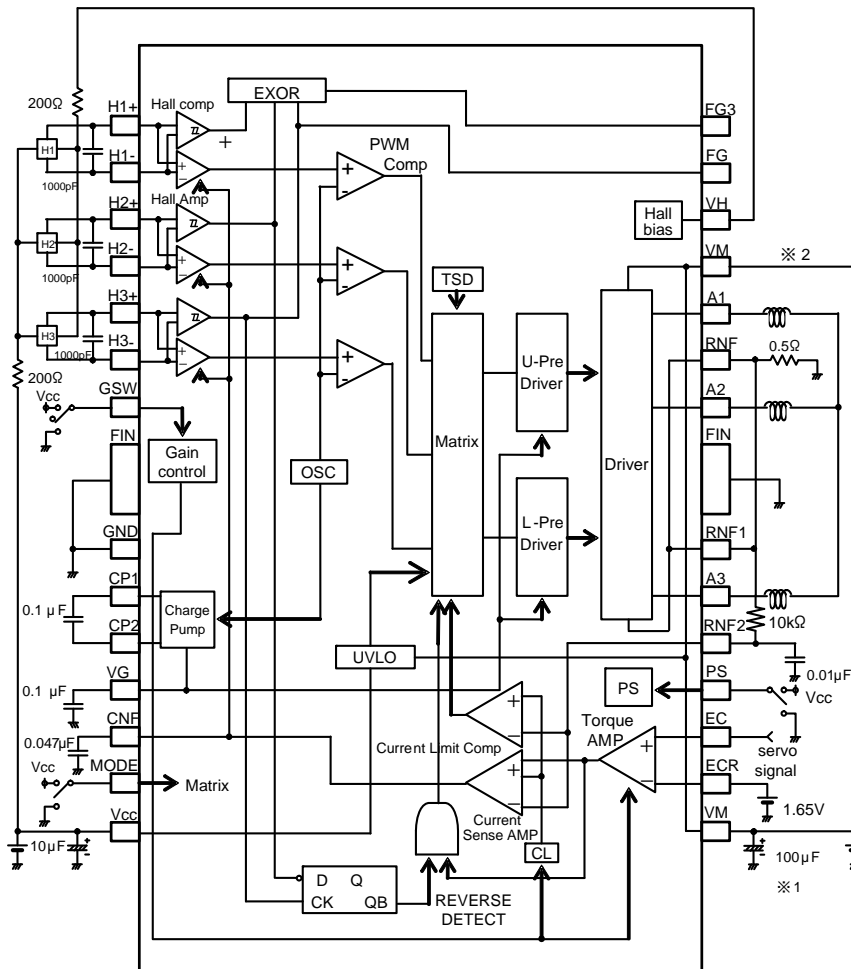 200Ω
H1+
Hall comp
EXOR
FG3
H1
H1-
1000pF
+
+
-
PWM
Comp
+
-
FG
H2+
Hall Amp
Hall
bias
VH
H2
H2-
1000pF
+
-
+
-
VM
※ 2
TSD
H3+
A1
H3
H3-
1000pF
+
-
+
-
U-Pre
Driver
RNF
0.5Ω
200Ω
GSW
A2
Vcc
FIN
Gain
control
OSC
Matrix
Driver
FIN
L-Pre
Driver
GND
RNF1
CP1
A3
0.1 μF
Charge
Pump
10kΩ
CP2
RNF2
UVLO
0.01μF
VG
PS
PS
Vcc
0.1 μF
CNF
+
-
Torque
AMP
EC
0.047μF
Current Limit Comp
+
-
servo
signal
Vcc
MODE
Matrix
+
-
ECR
1.65V
Vcc
Current
Sense AMP
VM
10μF
+
-
CL
+
-
100μF
※1
D Q
CK QB
REVERSE
DETECT